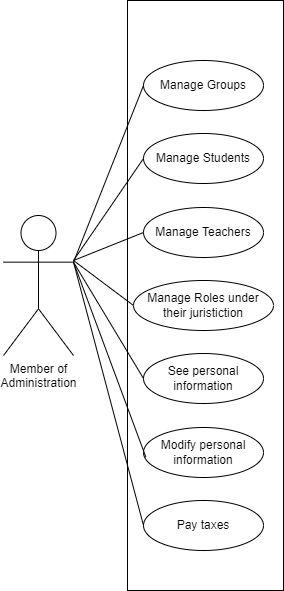 Manage Groups
Manage Students
Manage Teachers
Manage Roles under
their juristiction
Member of
Administration
See personal
information
Modify personal
information
Pay taxes